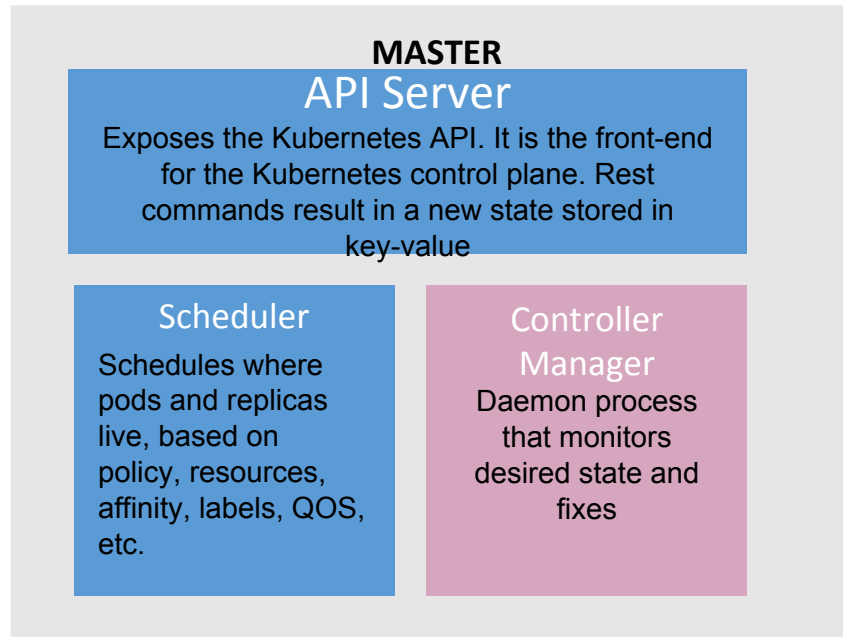 MASTER
API Server
Exposes the Kubernetes API. It is the front-end
for the Kubernetes control plane. Rest
commands result in a new state stored in
key-value
Scheduler
Schedules where
pods and replicas
live, based on
policy, resources,
affinity, labels, QOS,
etc.
Controller
Manager
Daemon process
that monitors
desired state and
fixes